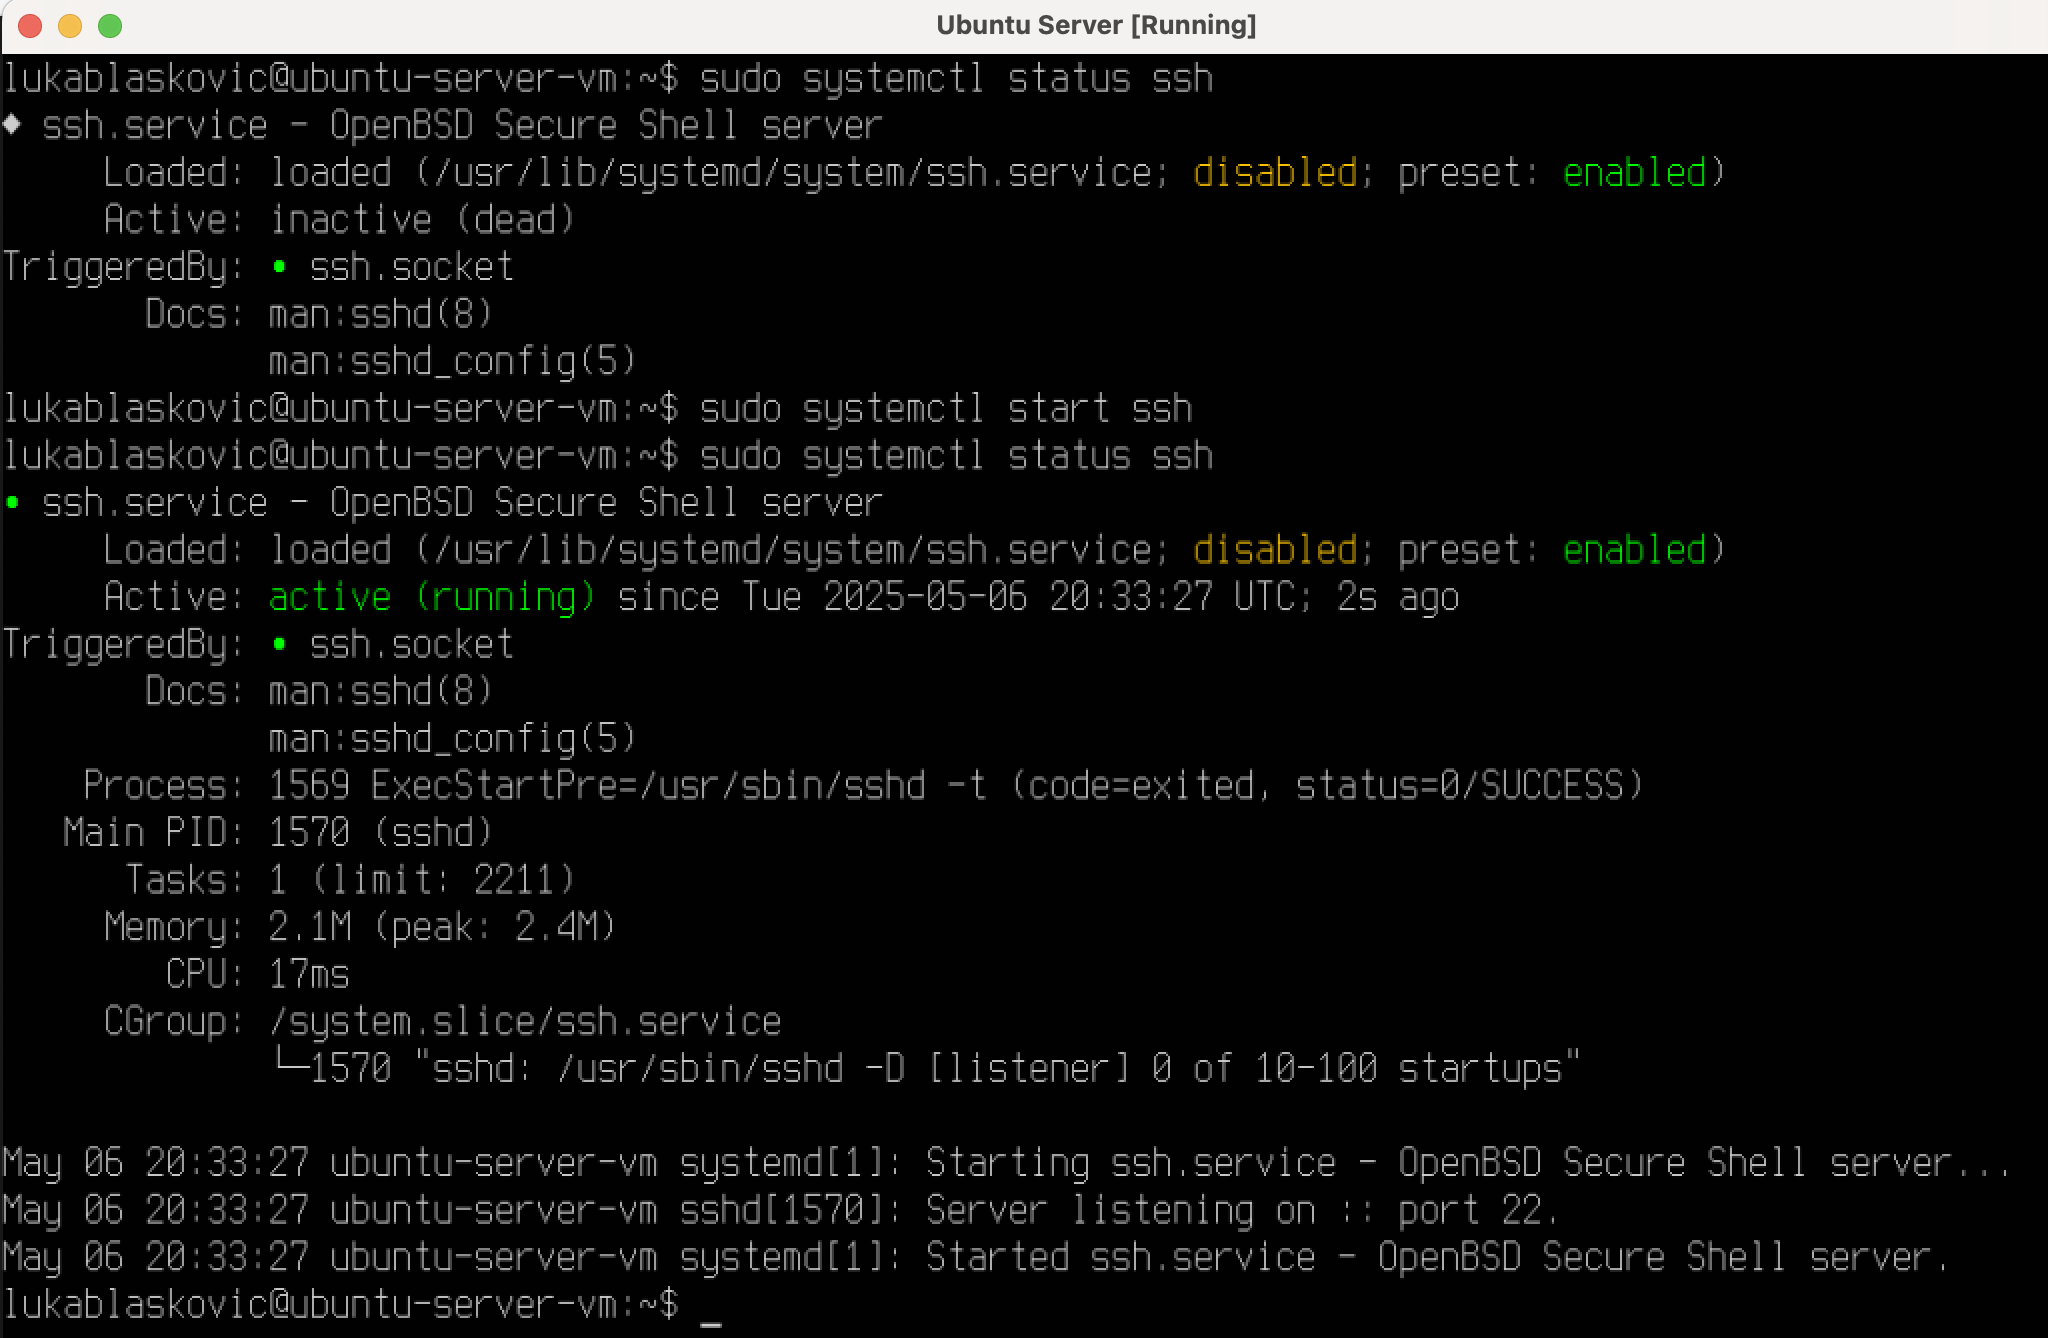 Ubuntu Server [Running]
lukablaskovic@ubuntu-server-vm:~$ sudo systemctl status ssh
♦ ssh.service - OpenBSD Secure Shell server
     Loaded: loaded (/usr/lib/systemd/system/ssh.service; disabled; preset: enabled)
     Active: inactive (dead)
TriggeredBy: • ssh.socket
       Docs: man:sshd(8)
             man:sshd_config(5)
lukablaskovic@ubuntu-server-vm:~$ sudo systemctl start ssh
lukablaskovic@ubuntu-server-vm:~$ sudo systemctl status ssh
• ssh.service - OpenBSD Secure Shell server
     Loaded: loaded (/usr/lib/systemd/system/ssh.service; disabled; preset: enabled)
     Active: active (running) since Tue 2025-05-06 20:33:27 UTC; 2s ago
TriggeredBy: • ssh.socket
       Docs: man:sshd(8)
             man:sshd_config(5)
    Process: 1569 ExecStartPre=/usr/sbin/sshd -t (code=exited, status=0/SUCCESS)
   Main PID: 1570 (sshd)
      Tasks: 1 (limit: 2211)
     Memory: 2.1M (peak: 2.4M)
        CPU: 17ms
     CGroup: /system.slice/ssh.service
             └─1570 "sshd: /usr/sbin/sshd -D [listener] 0 of 10-100 startups"
May 06 20:33:27 ubuntu-server-vm systemd[1]: Starting ssh.service - OpenBSD Secure Shell server...
May 06 20:33:27 ubuntu-server-vm sshd[1570]: Server listening on :: port 22.
May 06 20:33:27 ubuntu-server-vm systemd[1]: Started ssh.service - OpenBSD Secure Shell server.
lukablaskovic@ubuntu-server-vm:~$ _